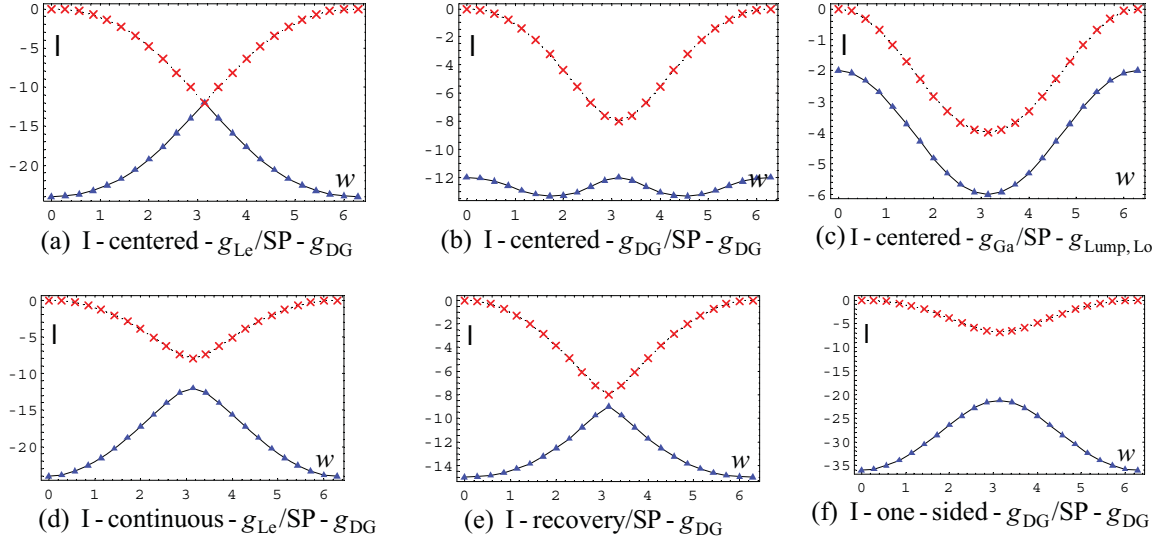 0
-5
-10
-15
-20
l
w
0 1 2 3 4 5 6
(a) I - centered - g_Le/SP - g_DG
0
-2
-4
-6
-8
-10
-12
l
w
0 1 2 3 4 5 6
(b) I - centered - g_DG/SP - g_DG
0
-1
-2
-3
-4
-5
-6
l
w
0 1 2 3 4 5 6
(c) I - centered - g_Ga/SP - g_Lump, Lo
0
-5
-10
-15
-20
l
w
0 1 2 3 4 5 6
(d) I - continuous - g_Le/SP - g_DG
0
-2
-4
-6
-8
-10
-12
-14
l
w
0 1 2 3 4 5 6
(e) I - recovery/SP - g_DG
0
-5
-10
-15
-20
-25
-30
-35
l
w
0 1 2 3 4 5 6
(f) I - one - sided - g_DG/SP - g_DG